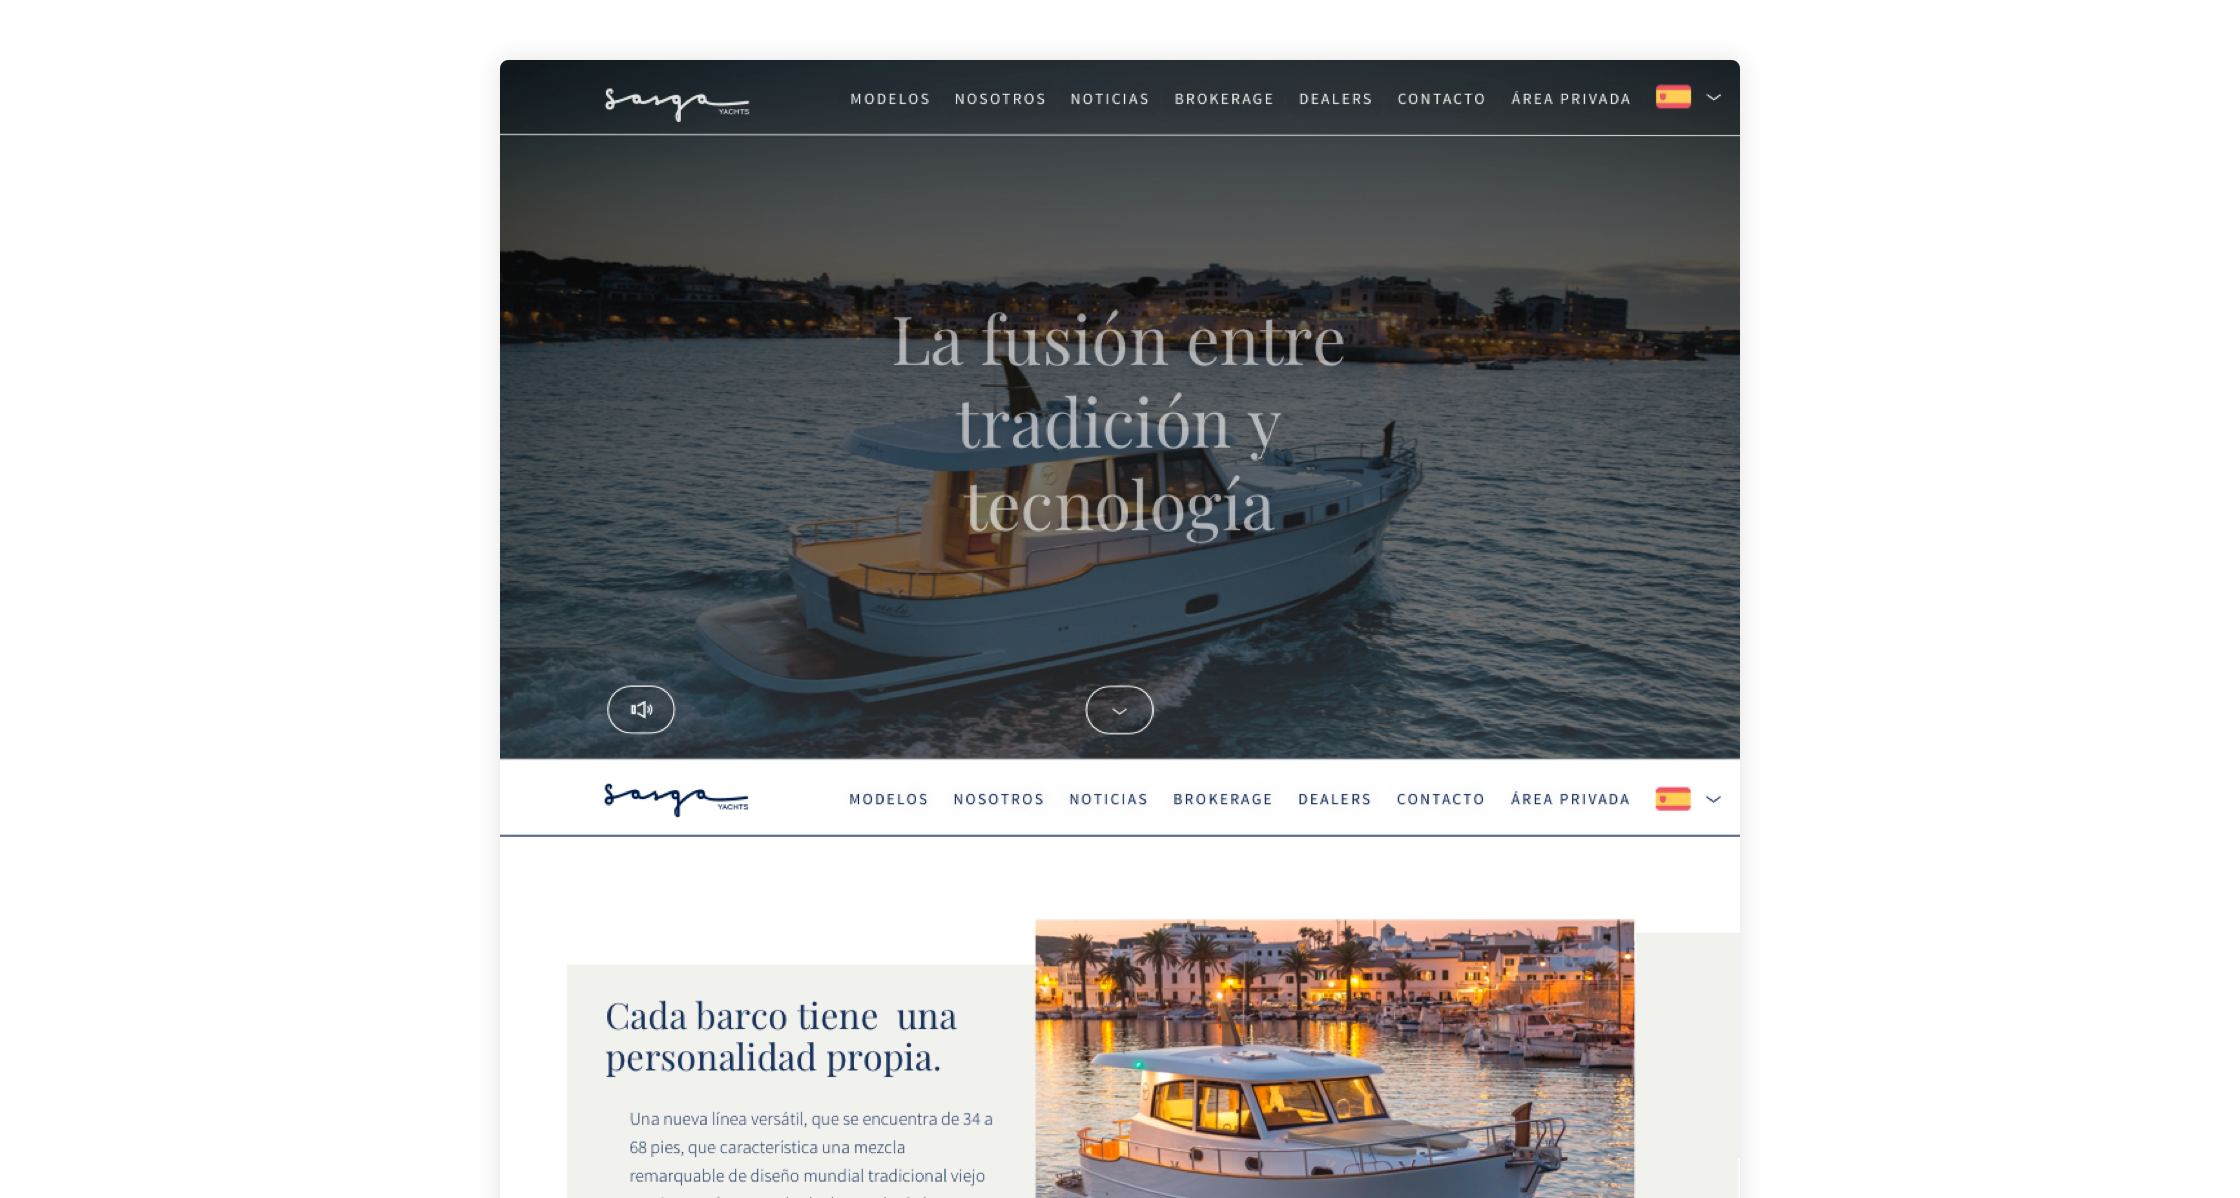 Sasga
YACHTS
MODELOS NOSOTROS NOTICIAS BROKERAGE DEALERS CONTACTO ÁREA PRIVADA
La fusión entre
tradición y
tecnología
Sasga
YACHTS
MODELOS NOSOTROS NOTICIAS BROKERAGE DEALERS CONTACTO ÁREA PRIVADA
Cada barco tiene una
personalidad propia.
Una nueva línea versátil, que se encuentra de 34 a
68 pies, que característica una mezcla
remarquable de diseño mundial tradicional viejo